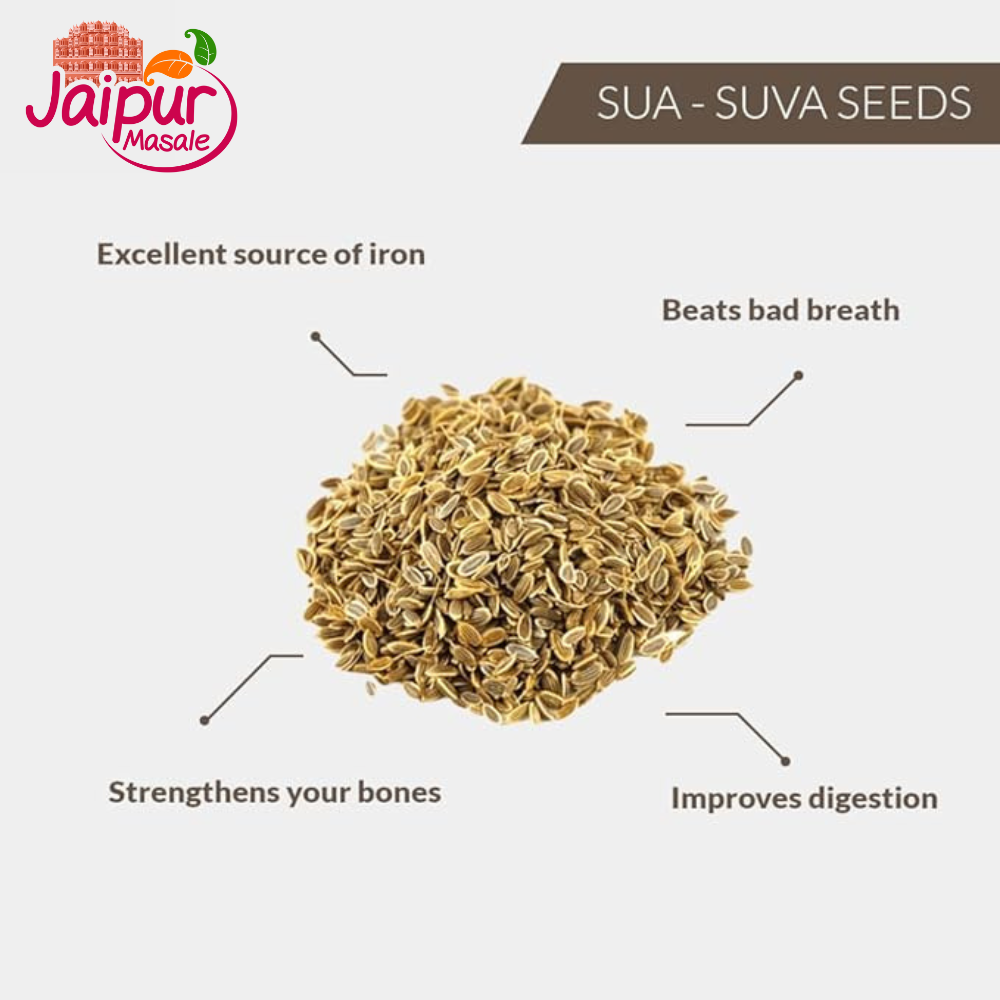 Jaipur
Masale
SUA - SUVA SEEDS
Excellent source of iron
Beats bad breath
Strengthens your bones
Improves digestion